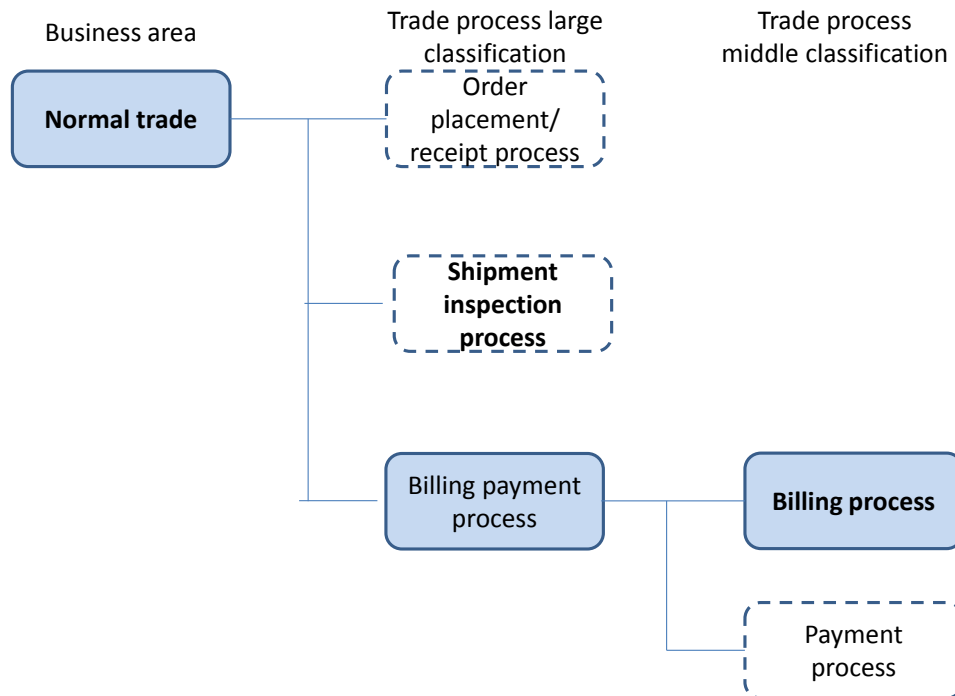 Business area
Trade process large
classification
Trade process
middle classification
Normal trade
Order
placement/
receipt process
Shipment
inspection
process
Billing payment
process
Billing process
Payment
process